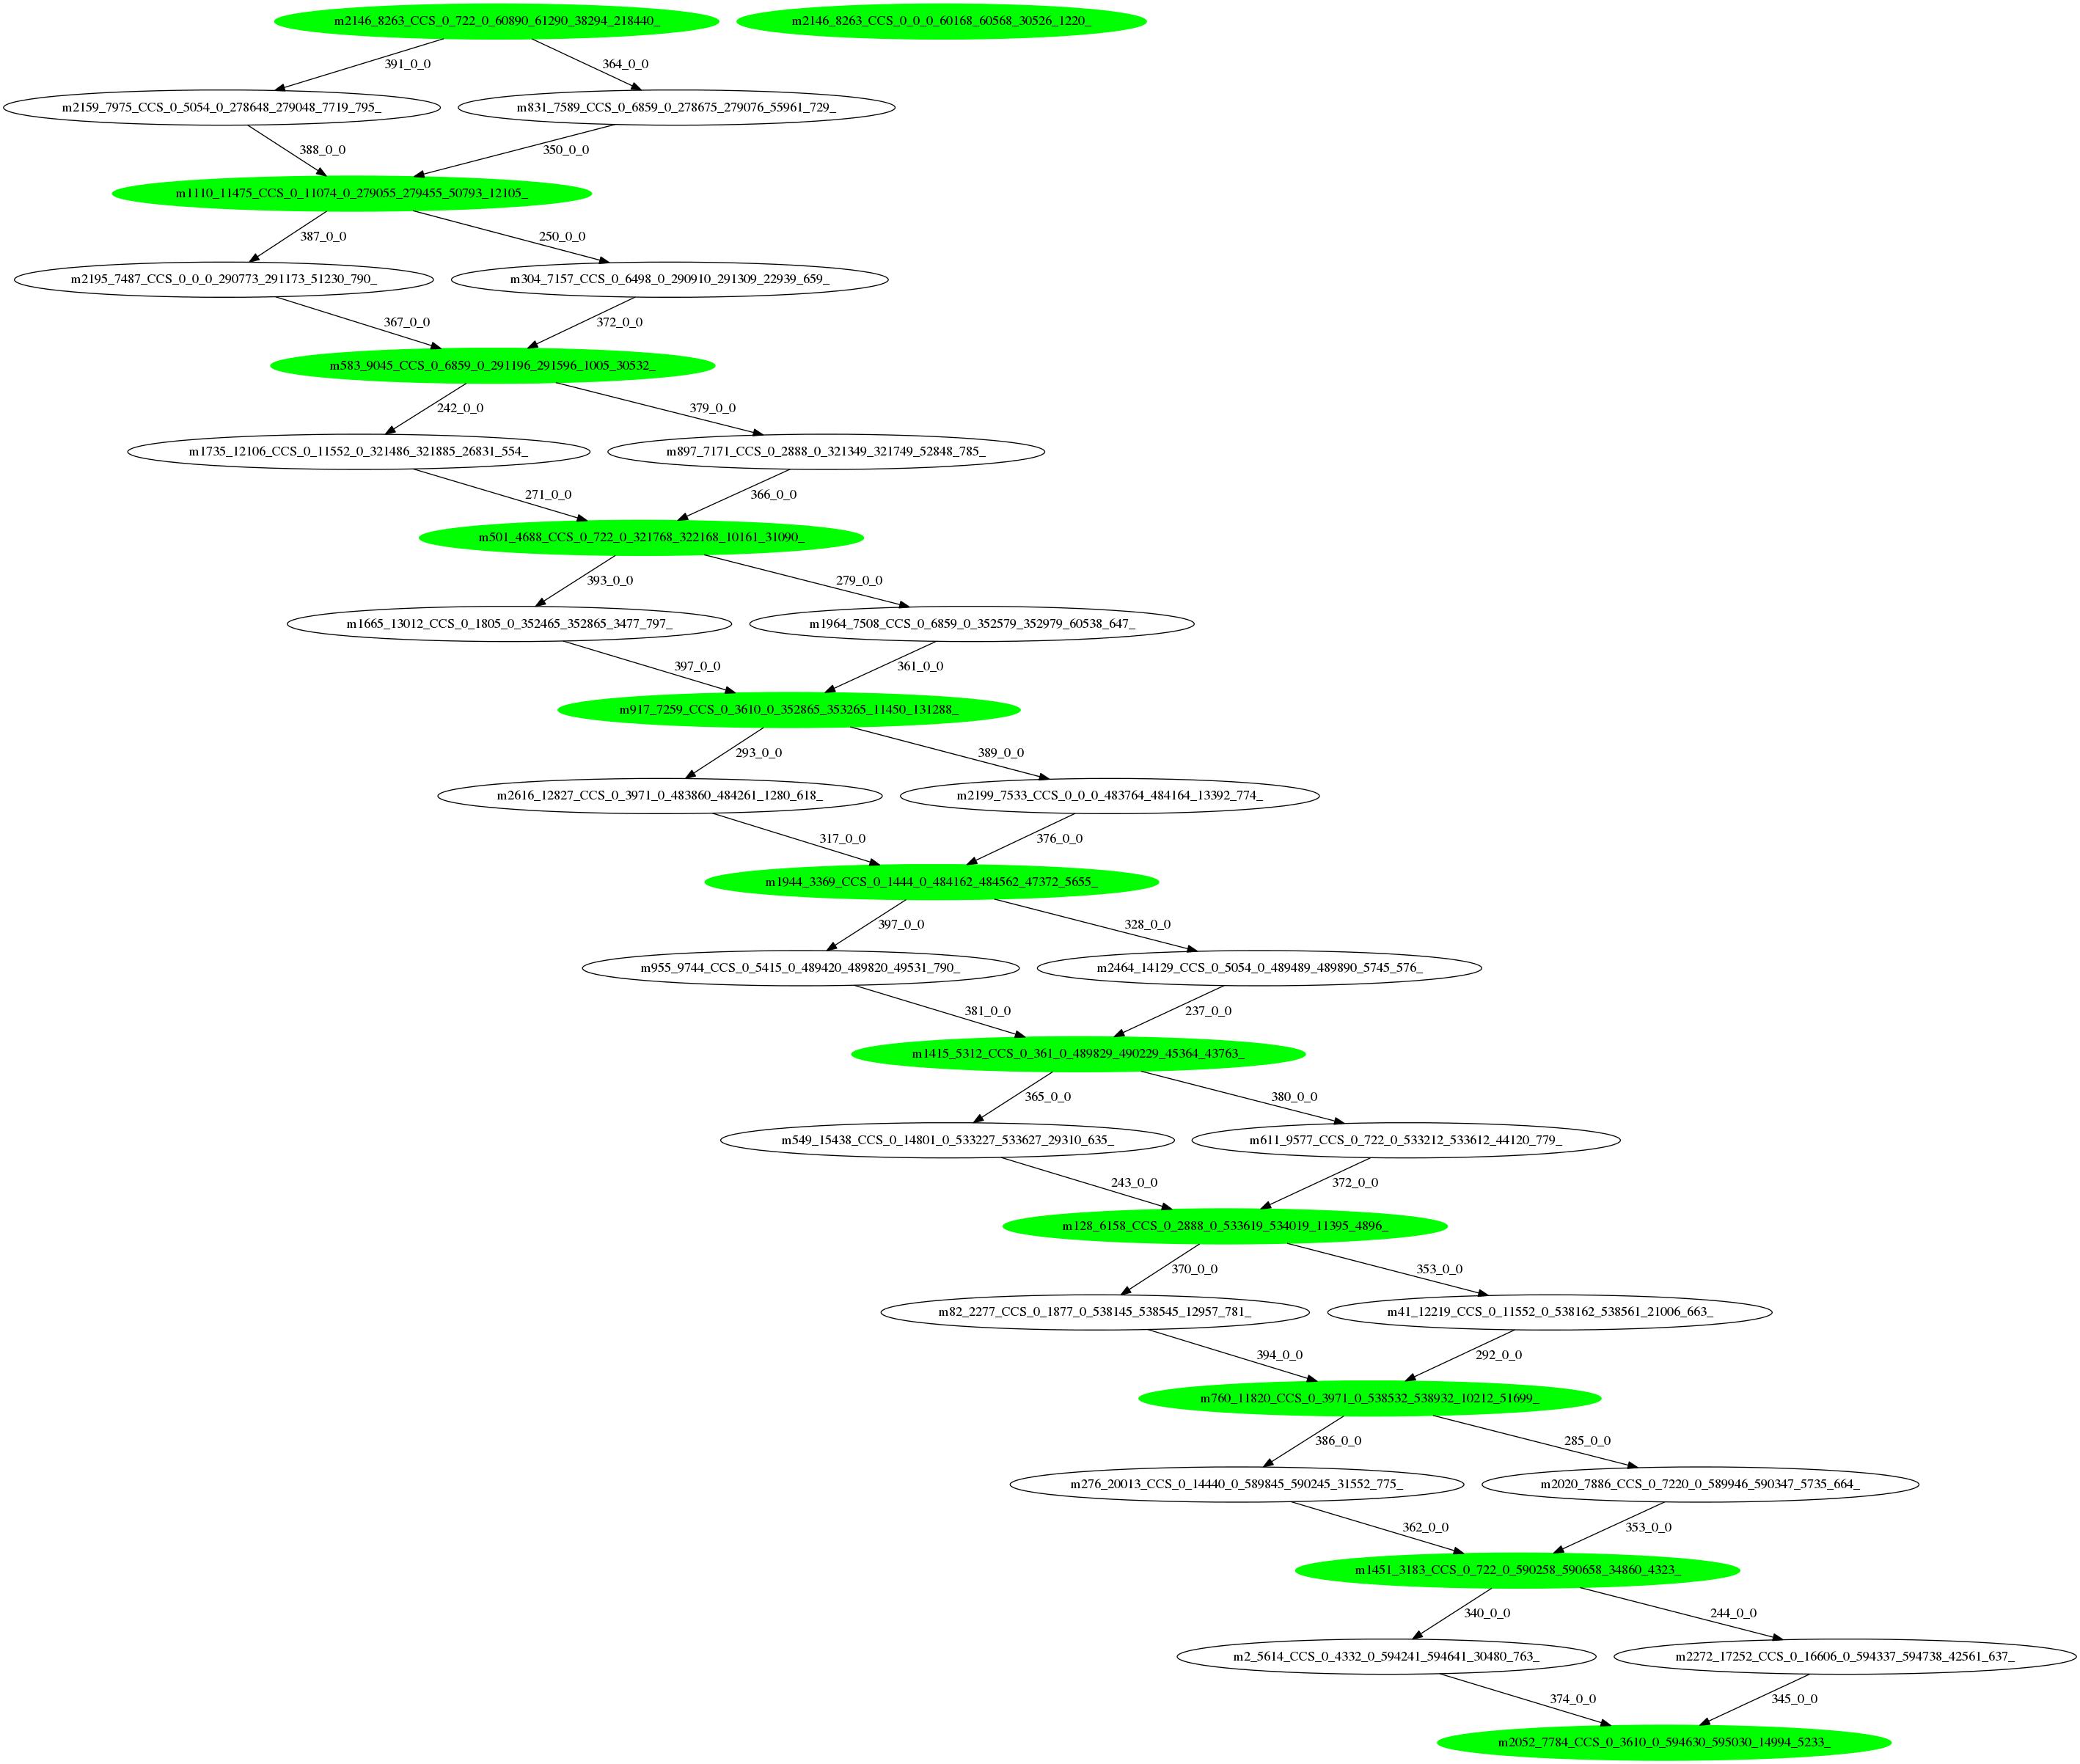 m2146_8263_CCS_0_722_0_60890_61290_38294_218440_ m2146_8263_CCS_0_0_0_60168_60568_30526_1220_
391_0_0 364_0_0
m2159_7975_CCS_0_5054_0_278648_279048_7719_795_ m831_7589_CCS_0_6859_0_278675_279076_55961_729_
388_0_0 350_0_0
m1110_11475_CCS_0_11074_0_279055_279455_50793_12105_
387_0_0 250_0_0
m2195_7487_CCS_0_0_0_290773_291173_51230_790_ m304_7157_CCS_0_6498_0_290910_291309_22939_659_
367_0_0 372_0_0
m583_9045_CCS_0_6859_0_291196_291596_1005_30532_
242_0_0 379_0_0
m1735_12106_CCS_0_11552_0_321486_321885_26831_554_ m897_7171_CCS_0_2888_0_321349_321749_52848_785_
271_0_0 366_0_0
m501_4688_CCS_0_722_0_321768_322168_10161_31090_
393_0_0 279_0_0
m1665_13012_CCS_0_1805_0_352465_352865_3477_797_ m1964_7508_CCS_0_6859_0_352579_352979_60538_647_
397_0_0 361_0_0
m917_7259_CCS_0_3610_0_352865_353265_11450_131288_
293_0_0 389_0_0
m2616_12827_CCS_0_3971_0_483860_484261_1280_618_ m2199_7533_CCS_0_0_0_483764_484164_13392_774_
317_0_0 376_0_0
m1944_3369_CCS_0_1444_0_484162_484562_47372_5655_
397_0_0 328_0_0
m955_9744_CCS_0_5415_0_489420_489820_49531_790_ m2464_14129_CCS_0_5054_0_489489_489890_5745_576_
381_0_0 237_0_0
m1415_5312_CCS_0_361_0_489829_490229_45364_43763_
365_0_0 380_0_0
m549_15438_CCS_0_14801_0_533227_533627_29310_635_ m611_9577_CCS_0_722_0_533212_533612_44120_779_
243_0_0 372_0_0
m128_6158_CCS_0_2888_0_533619_534019_11395_4896_
370_0_0 353_0_0
m82_2277_CCS_0_1877_0_538145_538545_12957_781_ m41_12219_CCS_0_11552_0_538162_538561_21006_663_
394_0_0 292_0_0
m760_11820_CCS_0_3971_0_538532_538932_10212_51699_
386_0_0 285_0_0
m276_20013_CCS_0_14440_0_589845_590245_31552_775_ m2020_7886_CCS_0_7220_0_589946_590347_5735_664_
362_0_0 353_0_0
m1451_3183_CCS_0_722_0_590258_590658_34860_4323_
340_0_0 244_0_0
m2_5614_CCS_0_4332_0_594241_594641_30480_763_ m2272_17252_CCS_0_16606_0_594337_594738_42561_637_
374_0_0 345_0_0
m2052_7784_CCS_0_3610_0_594630_595030_14994_5233_